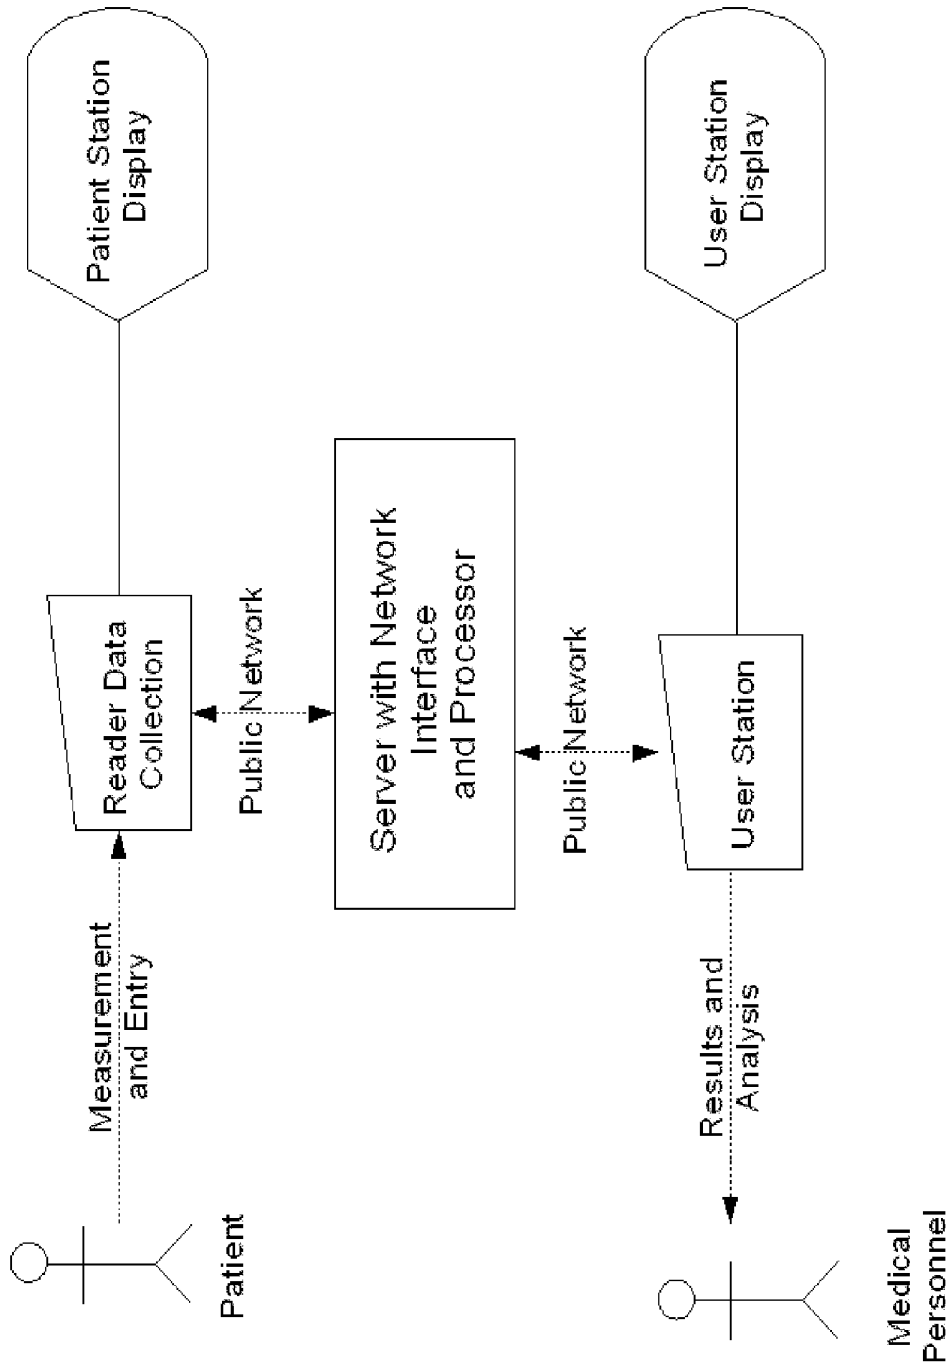 Patient Station
Display
Reader Data
Collection
Measurement
and Entry
Patient
Public Network
Server with Network
Interface
and Processor
Public Network
User Station
Display
User Station
Results and
Analysis
Medical
Personnel